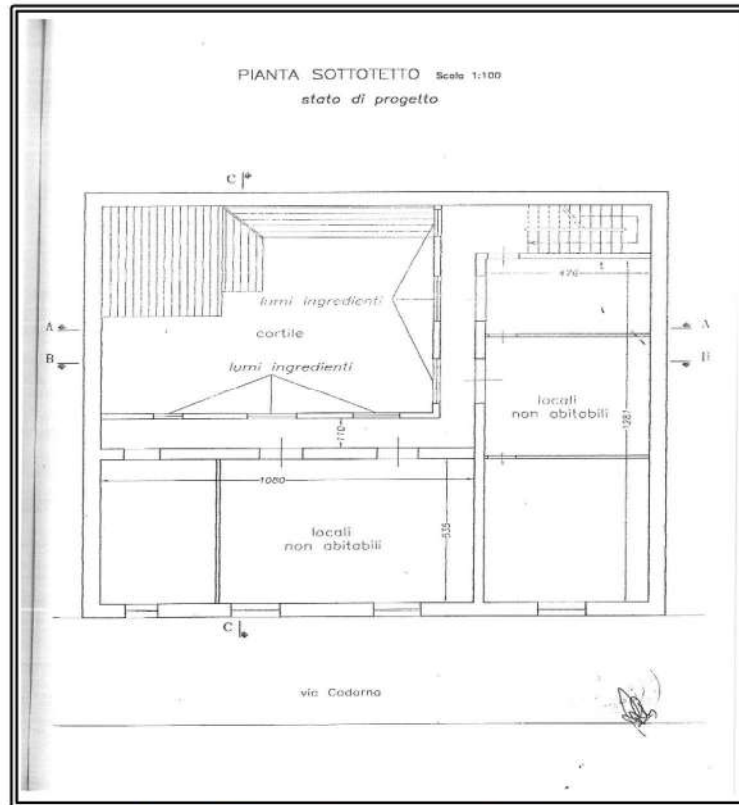 PIANTA SOTTOTETTO Scala 1:100
stato di progetto
C
lumi ingredienti
cortile
lumi ingredienti
A
B
A
B
476
locali
non abitabili
1281
110
1080
locali
non abitabili
535
C
via Cadorna